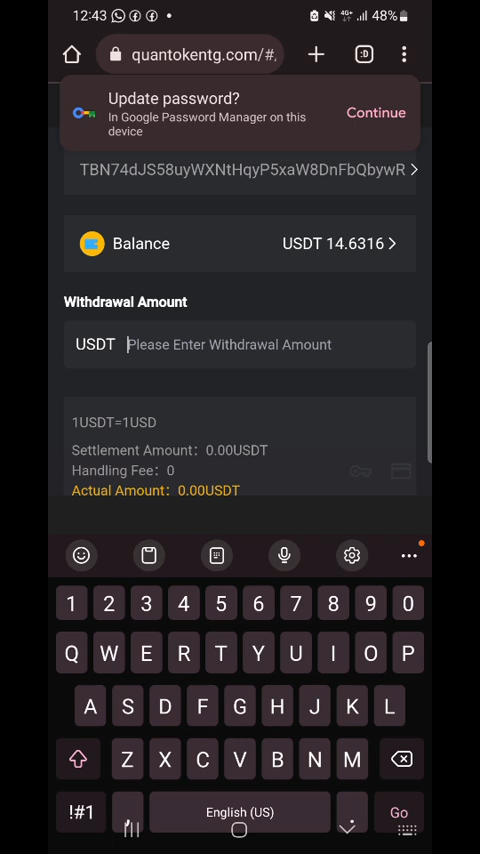 12:43
4G+
48%
quantokentg.com/#/
:D
Update password?
In Google Password Manager on this
device
Continue
TBN74dJS58uyWXNtHqyP5xaW8DnFbQbywR
Balance
USDT 14.6316
Withdrawal Amount
USDT Please Enter Withdrawal Amount
1USDT=1USD
Settlement Amount: 0.00USDT
Handling Fee: 0
Actual Amount: 0.00USDT
1 2 3 4 5 6 7 8 9 0
Q W E R T Y U I O P
A S D F G H J K L
Z X C V B N M
!#1 , English (US) . Go